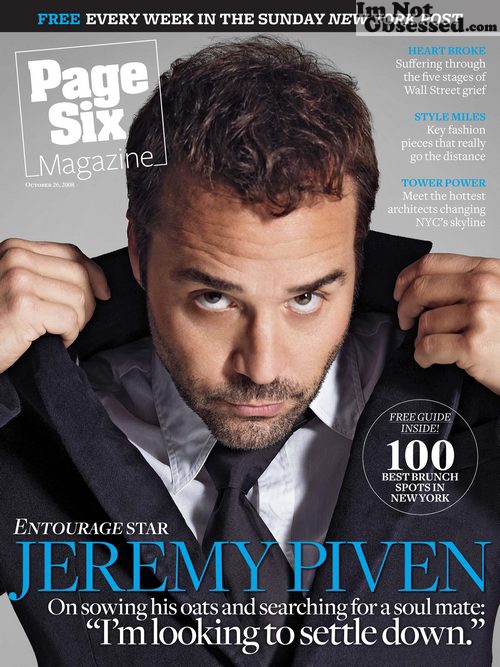 FREE EVERY WEEK IN THE SUNDAY NEW YORK POST
Im Not
Obsessed.com
Page
Six
Magazine
OCTOBER 26, 2008
HEART BROKE
Suffering through
the five stages of
Wall Street grief
STYLE MILES
Key fashion
pieces that really
go the distance
TOWER POWER
Meet the hottest
architects changing
NYC's skyline
FREE GUIDE
INSIDE!
100
BEST BRUNCH
SPOTS IN
NEW YORK
ENTOURAGE STAR
JEREMY PIVEN
On sowing his oats and searching for a soul mate:
“I'm looking to settle down.”